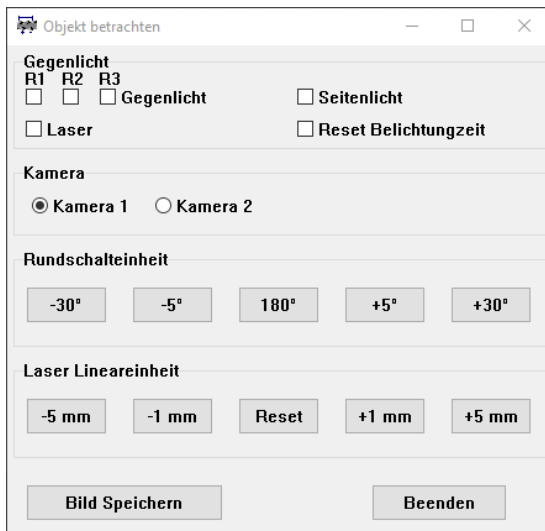 Objekt betrachten
Gegenlicht
R1 R2 R3
Gegenlicht Seitenlicht
Laser Reset Belichtungzeit
Kamera
Kamera 1 Kamera 2
Rundschalteinheit
-30° -5° 180° +5° +30°
Laser Lineareinheit
-5 mm -1 mm Reset +1 mm +5 mm
Bild Speichern Beenden